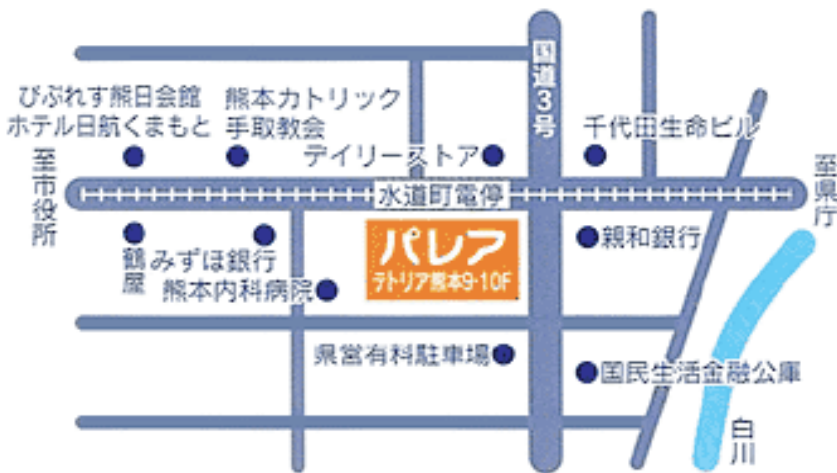 国道3号
びぷれす熊日会館
ホテル日航くまもと
熊本カトリック
手取教会
デイリーストア
千代田生命ビル
至市役所
水道町電停
至県庁
鶴屋
みずほ銀行
熊本内科病院
パレア
テトリア熊本9・10F
親和銀行
県営有料駐車場
国民生活金融公庫
白川